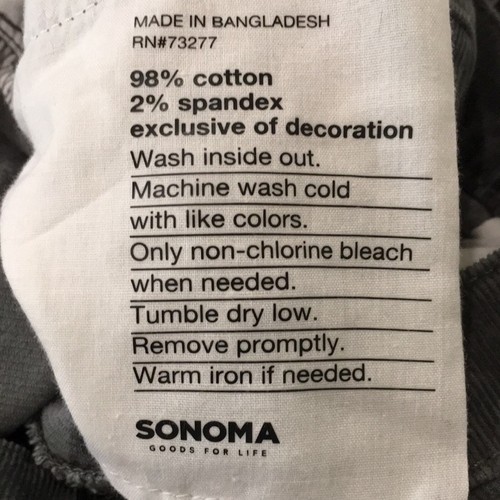 MADE IN BANGLADESH
RN#73277
98% cotton
2% spandex
exclusive of decoration
Wash inside out.
Machine wash cold
with like colors.
Only non-chlorine bleach
when needed.
Tumble dry low.
Remove promptly.
Warm iron if needed.
SONOMA
GOODS FOR LIFE